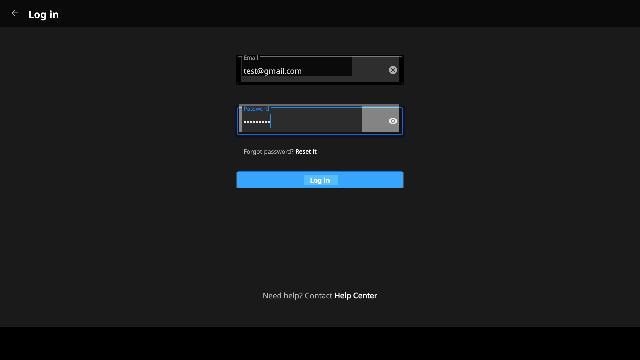 Log in
Email
test@gmail.com
Password
•••••••••
Forgot password? Reset it
Log in
Need help? Contact Help Center